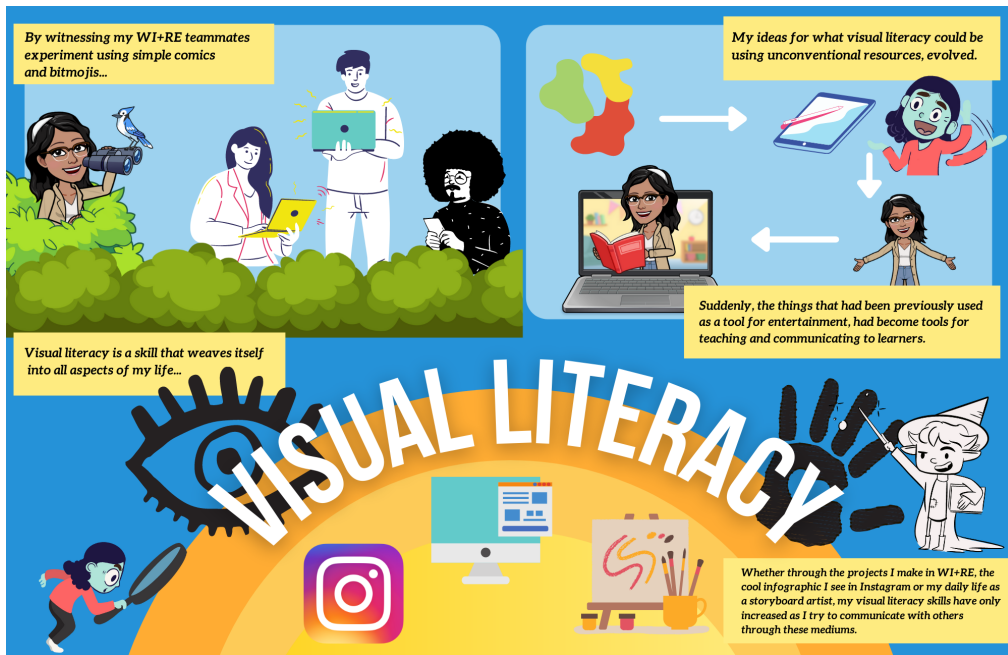 By witnessing my WI+RE teammates
experiment using simple comics
and bitmojis...
My ideas for what visual literacy could be
using unconventional resources, evolved.
Suddenly, the things that had been previously used
as a tool for entertainment, had become tools for
teaching and communicating to learners.
Visual literacy is a skill that weaves itself
into all aspects of my life...
VISUAL LITERACY
Whether through the projects I make in WI+RE, the
cool infographic I see in Instagram or my daily life as
a storyboard artist, my visual literacy skills have only
increased as I try to communicate with others
through these mediums.